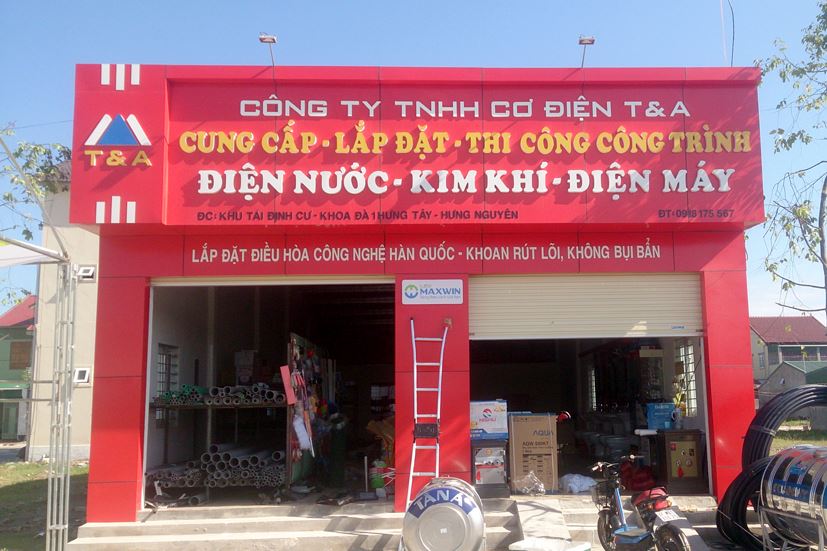 CÔNG TY TNHH CƠ ĐIỆN T&A
T&A
CUNG CẤP - LẮP ĐẶT - THI CÔNG CÔNG TRÌNH
ĐIỆN NƯỚC - KIM KHÍ - ĐIỆN MÁY
ĐC: KHU TÁI ĐỊNH CƯ - KHOA ĐÀ 1 HƯNG TÂY - HƯNG NGUYÊN
ĐT: 0918 175 567
LẮP ĐẶT ĐIỀU HÒA CÔNG NGHỆ HÀN QUỐC - KHOAN RÚT LÕI, KHÔNG BỤI BẨN
MAXWIN
AQUA
TANA